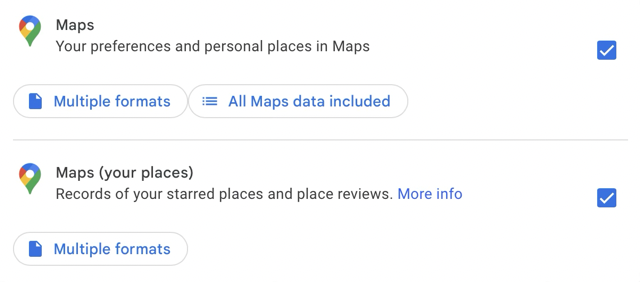 Maps
Your preferences and personal places in Maps
Multiple formats
All Maps data included
Maps (your places)
Records of your starred places and place reviews. More info
Multiple formats